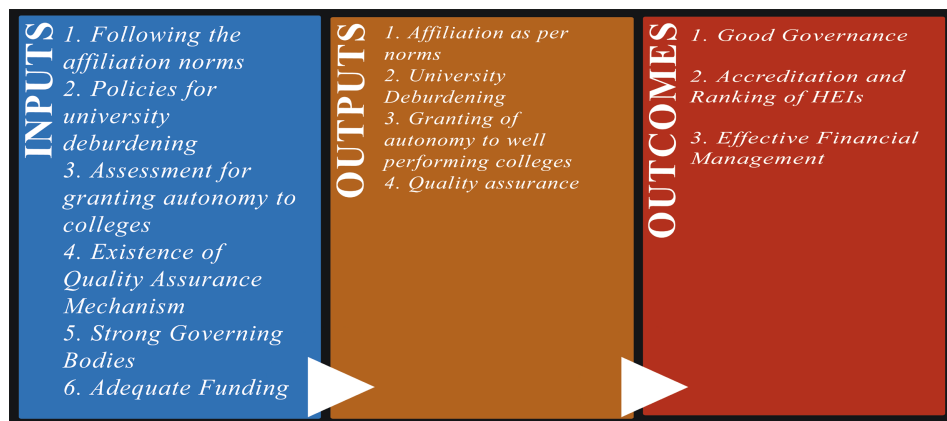 INPUTS
1. Following the
affiliation norms
2. Policies for
university
deburdening
3. Assessment for
granting autonomy to
colleges
4. Existence of
Quality Assurance
Mechanism
5. Strong Governing
Bodies
6. Adequate Funding
OUTPUTS
1. Affiliation as per
norms
2. University
Deburdening
3. Granting of
autonomy to well
performing colleges
4. Quality assurance
OUTCOMES
1. Good Governance
2. Accreditation and
Ranking of HEIs
3. Effective Financial
Management